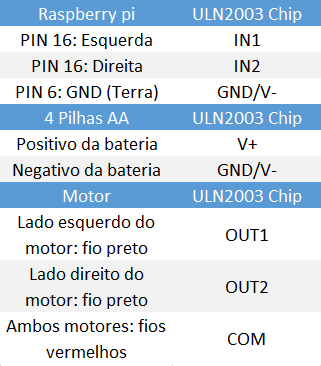 Raspberry pi ULN2003 Chip
PIN 16: Esquerda IN1
PIN 16: Direita IN2
PIN 6: GND (Terra) GND/V-
4 Pilhas AA ULN2003 Chip
Positivo da bateria V+
Negativo da bateria GND/V-
Motor ULN2003 Chip
Lado esquerdo do
motor: fio preto OUT1
Lado direito do
motor: fio preto OUT2
Ambos motores: fios
vermelhos COM